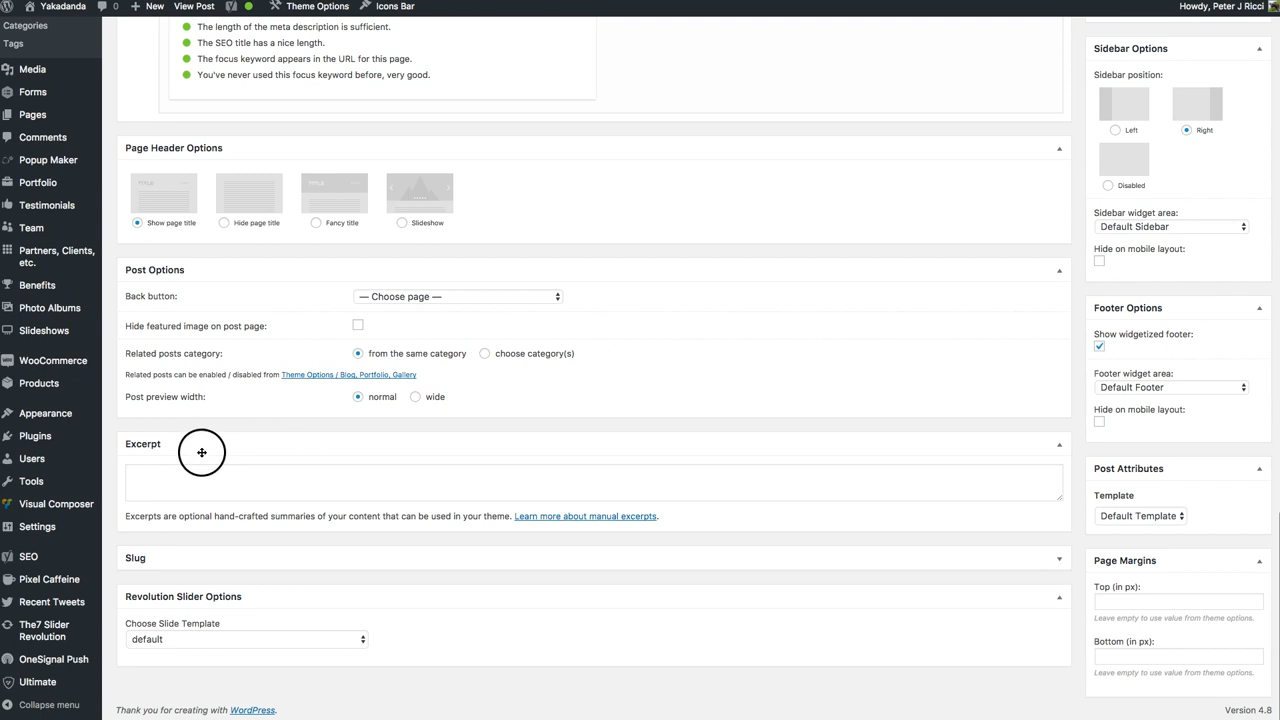 Yakadanda 0 + New View Post Theme Options Icons Bar Howdy, Peter J Ricci
Categories
Tags
Media
Forms
Pages
Comments
Popup Maker
Portfolio
Testimonials
Team
Partners, Clients,
etc.
Benefits
Photo Albums
Slideshows
WooCommerce
Products
Appearance
Plugins
Users
Tools
Visual Composer
Settings
SEO
Pixel Caffeine
Recent Tweets
The7 Slider
Revolution
OneSignal Push
Ultimate
Collapse menu
The length of the meta description is sufficient.
The SEO title has a nice length.
The focus keyword appears in the URL for this page.
You've never used this focus keyword before, very good.
Page Header Options
Show page title Hide page title Fancy title Slideshow
Post Options
Back button: — Choose page —
Hide featured image on post page:
Related posts category: from the same category choose category(s)
Related posts can be enabled / disabled from Theme Options / Blog, Portfolio, Gallery
Post preview width: normal wide
Excerpt
Excerpts are optional hand-crafted summaries of your content that can be used in your theme. Learn more about manual excerpts.
Slug
Revolution Slider Options
Choose Slide Template
default
Sidebar Options
Sidebar position:
Left Right
Disabled
Sidebar widget area:
Default Sidebar
Hide on mobile layout:
Footer Options
Show widgetized footer:
Footer widget area:
Default Footer
Hide on mobile layout:
Post Attributes
Template
Default Template
Page Margins
Top (in px):
Leave empty to use value from theme options.
Bottom (in px):
Leave empty to use value from theme options.
Thank you for creating with WordPress. Version 4.8